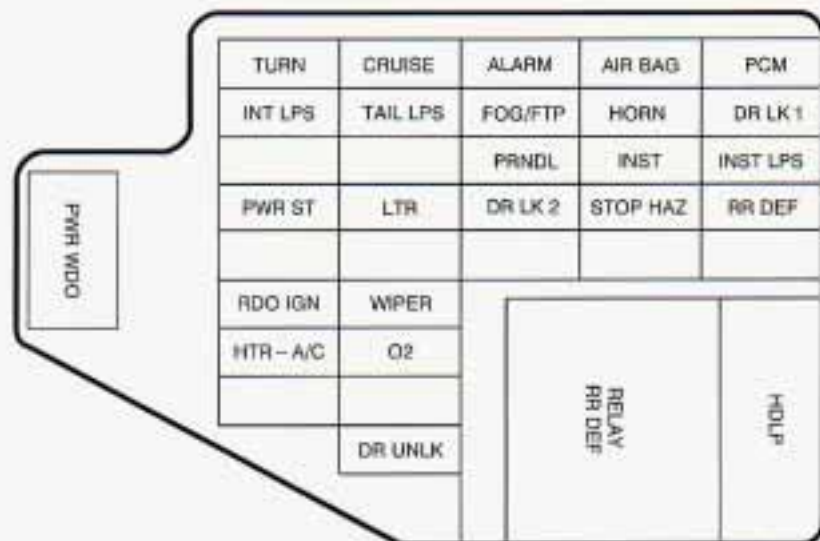 TURN CRUISE ALARM AIR BAG PCM
INT LPS TAIL LPS FOG/FTP HORN DR LK 1
PRNDL INST INST LPS
PWR ST LTR DR LK 2 STOP HAZ RR DEF
PWR WDO
RDO IGN WIPER
HTR – A/C O2
RELAY
RR DEF
HDLP
DR UNLK